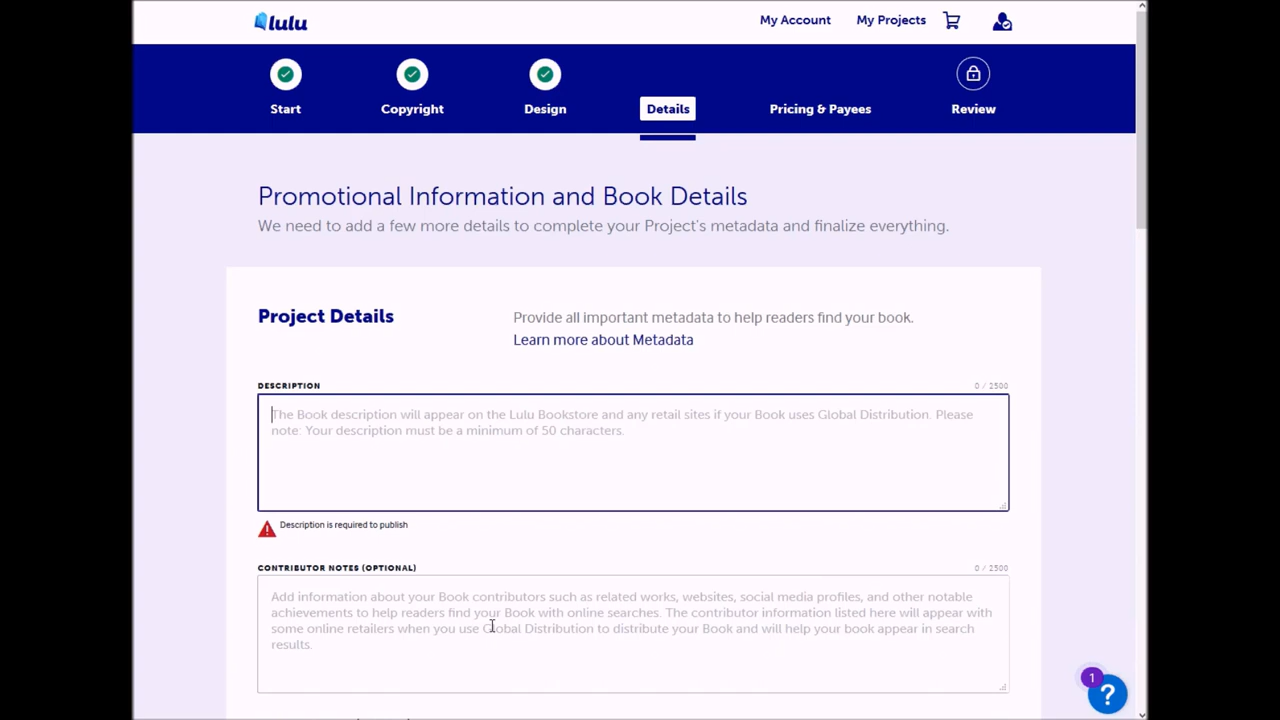 lulu
My Account
My Projects
Start
Copyright
Design
Details
Pricing & Payees
Review
Promotional Information and Book Details
We need to add a few more details to complete your Project's metadata and finalize everything.
Project Details
Provide all important metadata to help readers find your book.
Learn more about Metadata
DESCRIPTION
0 / 2500
The Book description will appear on the Lulu Bookstore and any retail sites if your Book uses Global Distribution. Please
note: Your description must be a minimum of 50 characters.
Description is required to publish
CONTRIBUTOR NOTES (OPTIONAL)
0 / 2500
Add information about your Book contributors such as related works, websites, social media profiles, and other notable
achievements to help readers find your Book with online searches. The contributor information listed here will appear with
some online retailers when you use Global Distribution to distribute your Book and will help your book appear in search
results.
1
?